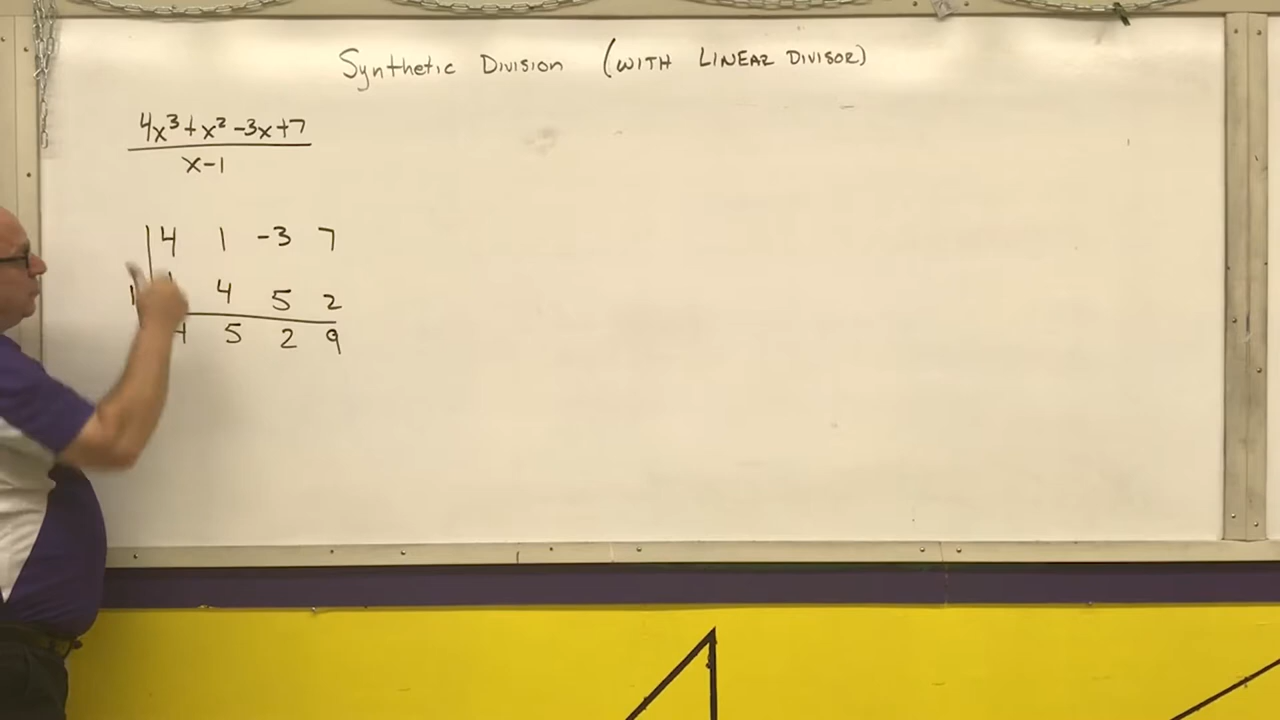 Synthetic Division (WITH LINEAR DIVISOR)
4x³+x²-3x+7
x-1
4 1 -3 7
1 4 5 2
5 2 9